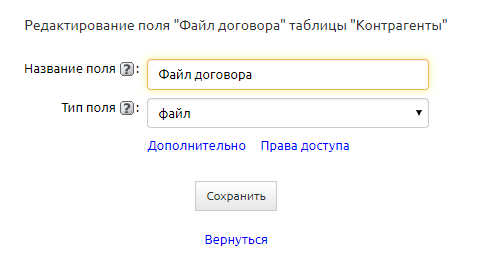 Редактирование поля "Файл договора" таблицы "Контрагенты"
Название поля ?: Файл договора
Тип поля ?: файл
Дополнительно Права доступа
Сохранить
Вернуться